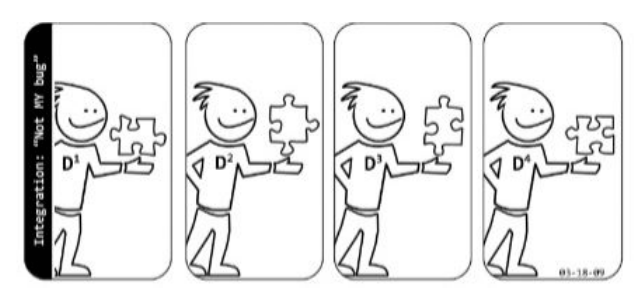 Integration: "Not MY bug"
D¹
D²
D³
D⁴
03-18-09